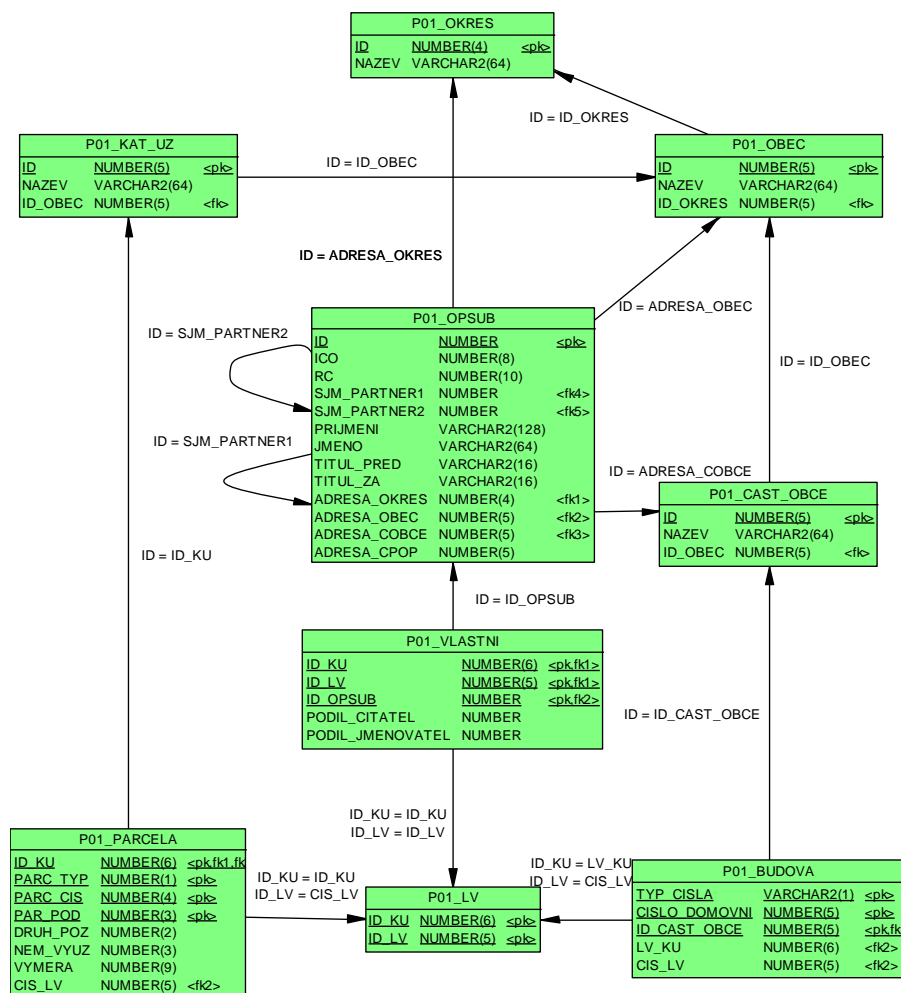 P01_OKRES
ID NUMBER(4) <pk>
NAZEV VARCHAR2(64)
ID = ID_OKRES
P01_KAT_UZ
ID NUMBER(5) <pk>
NAZEV VARCHAR2(64)
ID_OBEC NUMBER(5) <fk>
ID = ID_OBEC
P01_OBEC
ID NUMBER(5) <pk>
NAZEV VARCHAR2(64)
ID_OKRES NUMBER(5) <fk>
ID = ADRESA_OKRES
ID = ADRESA_OBEC
ID = SJM_PARTNER2
ID = SJM_PARTNER1
P01_OPSUB
ID NUMBER <pk>
ICO NUMBER(8)
RC NUMBER(10)
SJM_PARTNER1 NUMBER <fk4>
SJM_PARTNER2 NUMBER <fk5>
PRIJMENI VARCHAR2(128)
JMENO VARCHAR2(64)
TITUL_PRED VARCHAR2(16)
TITUL_ZA VARCHAR2(16)
ADRESA_OKRES NUMBER(4) <fk1>
ADRESA_OBEC NUMBER(5) <fk2>
ADRESA_COBCE NUMBER(5) <fk3>
ADRESA_CPOP NUMBER(5)
ID = ID_OBEC
ID = ADRESA_COBCE
P01_CAST_OBCE
ID NUMBER(5) <pk>
NAZEV VARCHAR2(64)
ID_OBEC NUMBER(5) <fk>
ID = ID_KU
ID = ID_OPSUB
P01_VLASTNI
ID_KU NUMBER(6) <pk,fk1>
ID_LV NUMBER(5) <pk,fk1>
ID_OPSUB NUMBER <pk,fk2>
PODIL_CITATEL NUMBER
PODIL_JMENOVATEL NUMBER
ID = ID_CAST_OBCE
ID_KU = ID_KU
ID_LV = ID_LV
P01_PARCELA
ID_KU NUMBER(6) <pk,fk1,fk
PARC_TYP NUMBER(1) <pk>
PARC_CIS NUMBER(4) <pk>
PAR_POD NUMBER(3) <pk>
DRUH_POZ NUMBER(2)
NEM_VYUZ NUMBER(3)
VYMERA NUMBER(9)
CIS_LV NUMBER(5) <fk2>
ID_KU = ID_KU
ID_LV = CIS_LV
P01_LV
ID_KU NUMBER(6) <pk>
ID_LV NUMBER(5) <pk>
ID_KU = LV_KU
ID_LV = CIS_LV
P01_BUDOVA
TYP_CISLA VARCHAR2(1) <pk>
CISLO_DOMOVNI NUMBER(5) <pk>
ID_CAST_OBCE NUMBER(5) <pk,fk
LV_KU NUMBER(6) <fk2>
CIS_LV NUMBER(5) <fk2>